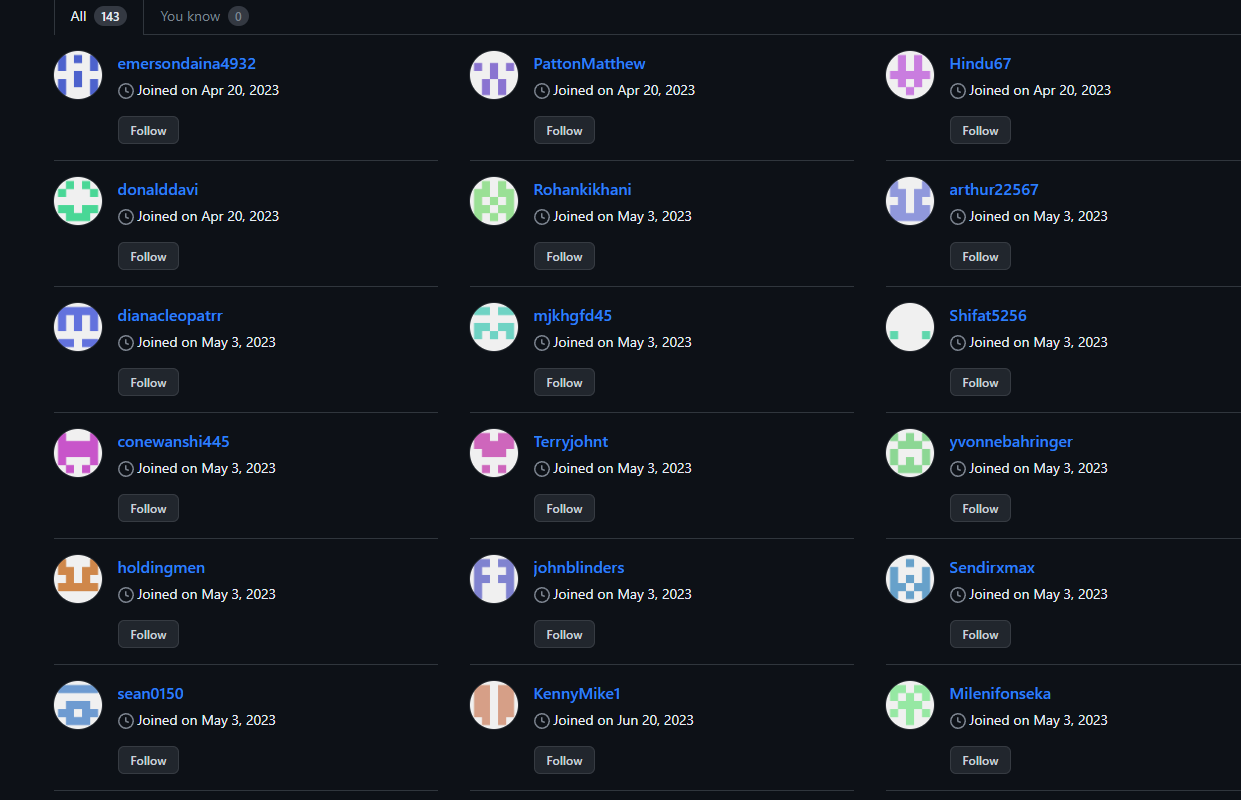 All 143 You know 0
emersondaina4932 PattonMatthew Hindu67
Joined on Apr 20, 2023 Joined on Apr 20, 2023 Joined on Apr 20, 2023
Follow Follow Follow
donalddavi Rohankikhani arthur22567
Joined on Apr 20, 2023 Joined on May 3, 2023 Joined on May 3, 2023
Follow Follow Follow
dianacleopatrr mjkhgfd45 Shifat5256
Joined on May 3, 2023 Joined on May 3, 2023 Joined on May 3, 2023
Follow Follow Follow
conewanshi445 Terryjohnt yvonnebahringer
Joined on May 3, 2023 Joined on May 3, 2023 Joined on May 3, 2023
Follow Follow Follow
holdingmen johnblinders Sendirxmax
Joined on May 3, 2023 Joined on May 3, 2023 Joined on May 3, 2023
Follow Follow Follow
sean0150 KennyMike1 Milenifonseka
Joined on May 3, 2023 Joined on Jun 20, 2023 Joined on May 3, 2023
Follow Follow Follow